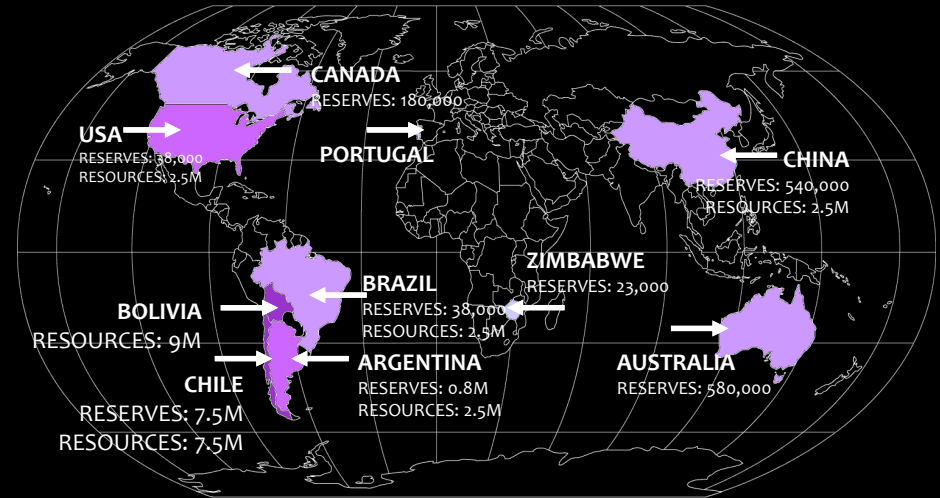 CANADA
RESERVES: 180,000
USA
RESERVES: 38,000
RESOURCES: 2.5M
PORTUGAL
CHINA
RESERVES: 540,000
RESOURCES: 2.5M
ZIMBABWE
RESERVES: 23,000
BRAZIL
RESERVES: 38,000
RESOURCES: 2.5M
BOLIVIA
RESOURCES: 9M
ARGENTINA
RESERVES: 0.8M
RESOURCES: 2.5M
AUSTRALIA
RESERVES: 580,000
CHILE
RESERVES: 7.5M
RESOURCES: 7.5M